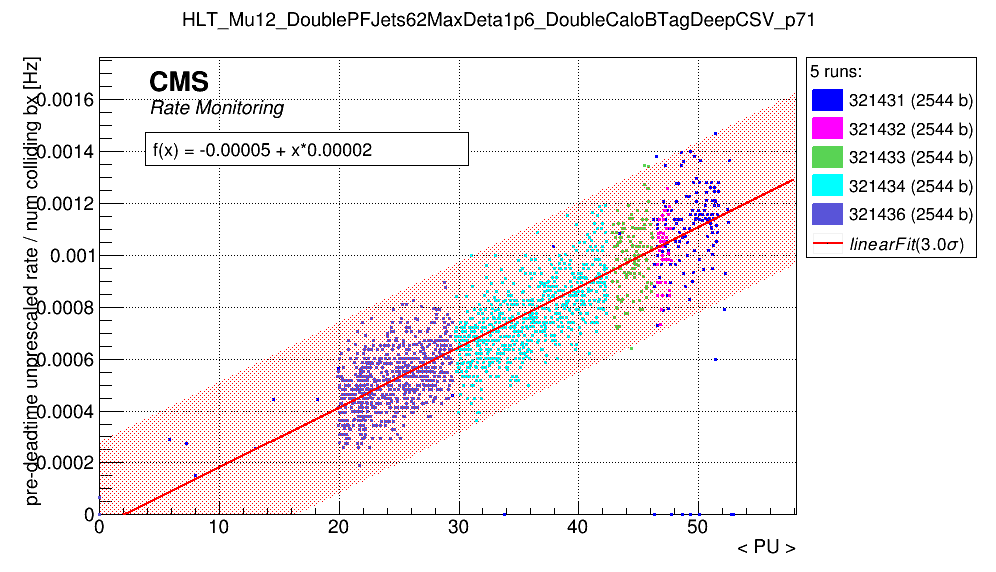 HLT_Mu12_DoublePFJets62MaxDeta1p6_DoubleCaloBTagDeepCSV_p71
pre-deadtime unprescaled rate / num colliding bx [Hz]
CMS
Rate Monitoring
f(x) = -0.00005 + x*0.00002
0.0016
0.0014
0.0012
0.001
0.0008
0.0006
0.0004
0.0002
0
0 10 20 30 40 50
< PU >
5 runs:
321431 (2544 b)
321432 (2544 b)
321433 (2544 b)
321434 (2544 b)
321436 (2544 b)
linearFit(3.0σ)